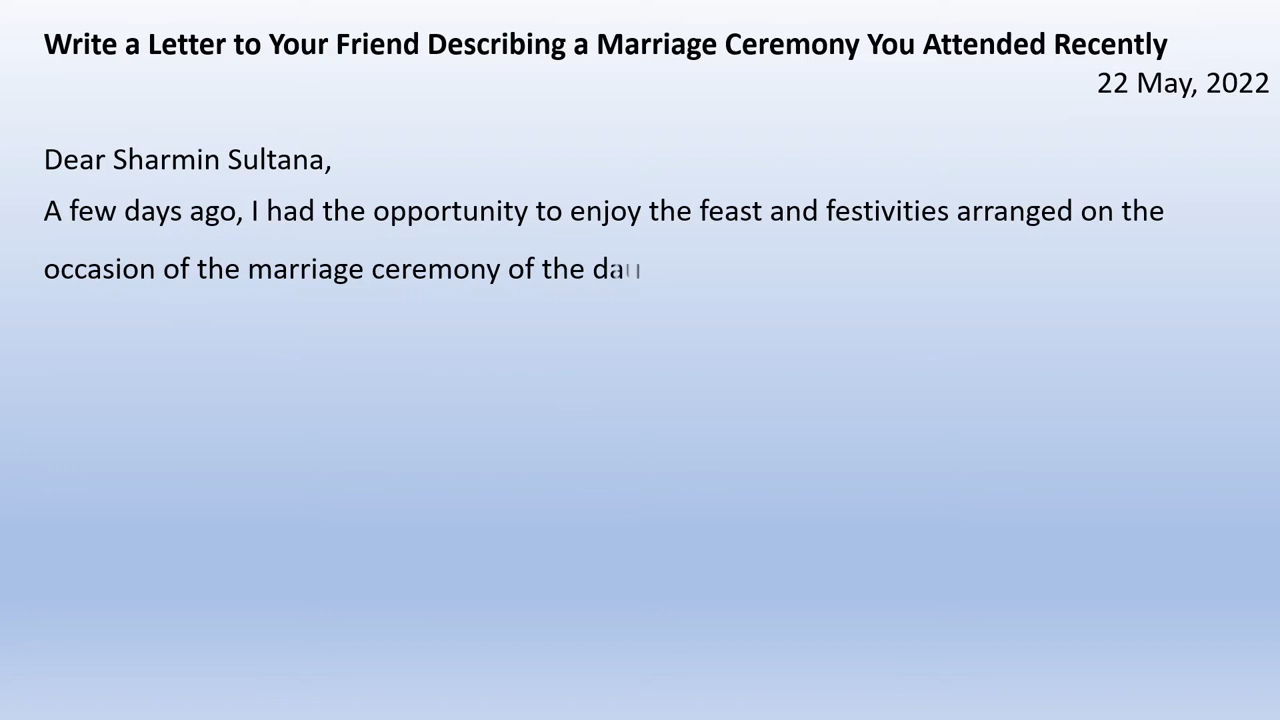 Write a Letter to Your Friend Describing a Marriage Ceremony You Attended Recently
22 May, 2022
Dear Sharmin Sultana,
A few days ago, I had the opportunity to enjoy the feast and festivities arranged on the
occasion of the marriage ceremony of the dau